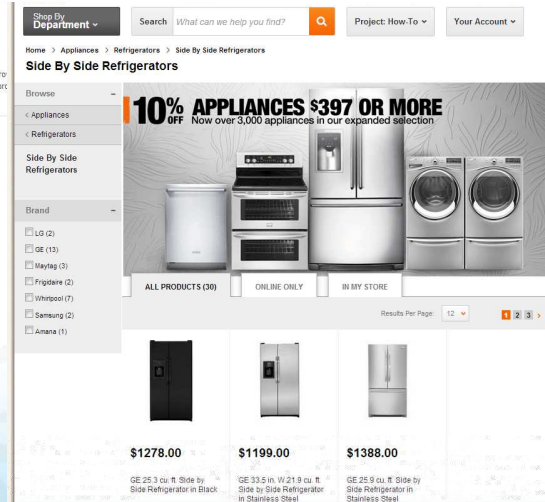 Shop By
Department
Search What can we help you find?
Project: How-To
Your Account
Home > Appliances > Refrigerators > Side By Side Refrigerators
Side By Side Refrigerators
Browse -
< Appliances
< Refrigerators
Side By Side
Refrigerators
Brand -
LG (2)
GE (13)
Maytag (3)
Frigidaire (2)
Whirlpool (7)
Samsung (2)
Amana (1)
10% OFF APPLIANCES $397 OR MORE
Now over 3,000 appliances in our expanded selection
ALL PRODUCTS (30)
ONLINE ONLY
IN MY STORE
Results Per Page: 12
1 2 3 >
$1278.00
GE 25.3 cu. ft. Side by
Side Refrigerator in Black
$1199.00
GE 33.5 in. W 21.9 cu. ft.
Side by Side Refrigerator
in Stainless Steel
$1388.00
GE 25.9 cu. ft. Side by
Side Refrigerator in
Stainless Steel